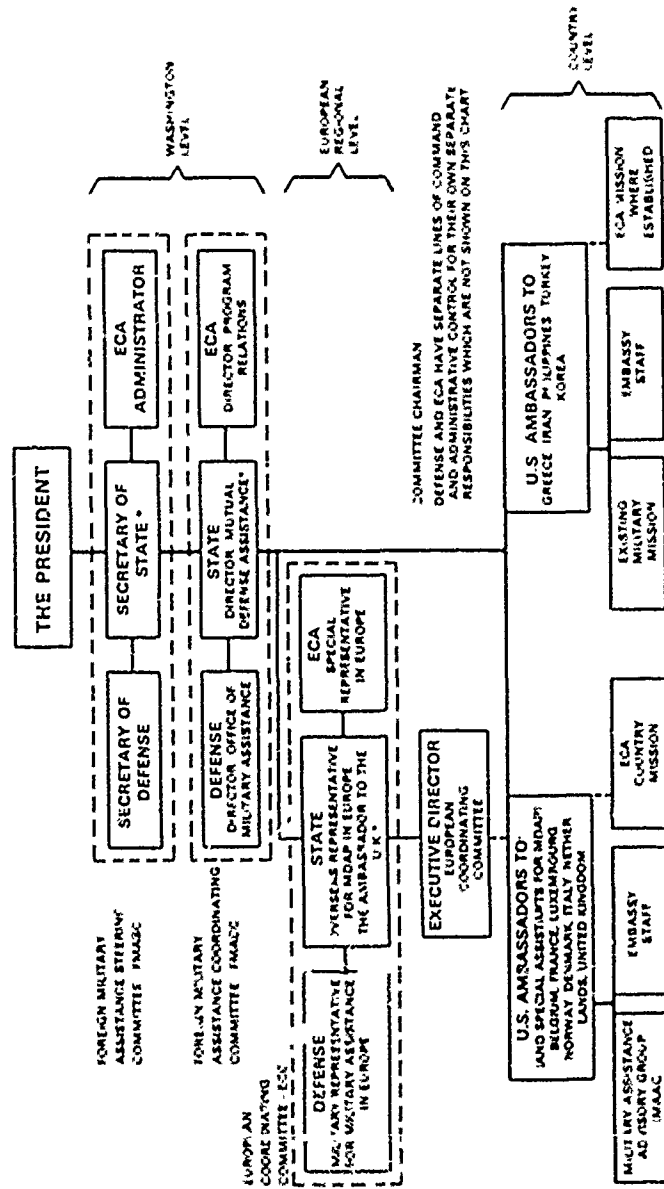 THE PRESIDENT
FOREIGN MILITARY
ASSISTANCE STEERING
COMMITTEE FMASC
SECRETARY OF
DEFENSE
SECRETARY OF
STATE *
ECA
ADMINISTRATOR
WASHINGTON
LEVEL
FOREIGN MILITARY
ASSISTANCE COORDINATING
COMMITTEE FMACC
DEFENSE
DIRECTOR OFFICE OF
MILITARY ASSISTANCE
STATE
DIRECTOR MUTUAL
DEFENSE ASSISTANCE*
ECA
DIRECTOR PROGRAM
RELATIONS
EUROPEAN
COORDINATING
COMMITTEE - ECC
DEFENSE
MILITARY REPRESENTATIVE
FOR MILITARY ASSISTANCE
IN EUROPE
STATE
OVERSEAS REPRESENTATIVE
FOR MDAP IN EUROPE
THE AMBASSADOR TO THE
U K *
ECA
SPECIAL
REPRESENTATIVE
IN EUROPE
EUROPEAN
REGIONAL
LEVEL
EXECUTIVE DIRECTOR
EUROPEAN
COORDINATING
COMMITTEE
COMMITTEE CHAIRMAN
DEFENSE AND ECA HAVE SEPARATE LINES OF COMMAND
AND ADMINISTRATIVE CONTROL FOR THEIR OWN SEPARATE
RESPONSIBILITIES WHICH ARE NOT SHOWN ON THIS CHART
U.S. AMBASSADORS TO
(AND SPECIAL ASSISTANTS FOR MDAP)
BELGIUM, FRANCE, LUXEMBOURG
NORWAY DENMARK, ITALY, NETHER
LANDS, UNITED KINGDOM
U.S AMBASSADORS TO
GREECE IRAN PHILIPPINES TURKEY
KOREA
COUNTRY
LEVEL
MILITARY ASSISTANCE
ADVISORY GROUP
(MAAG)
EMBASSY
STAFF
ECA
COUNTRY
MISSION
EXISTING
MILITARY
MISSION
EMBASSY
STAFF
ECA MISSION
WHERE
ESTABLISHED